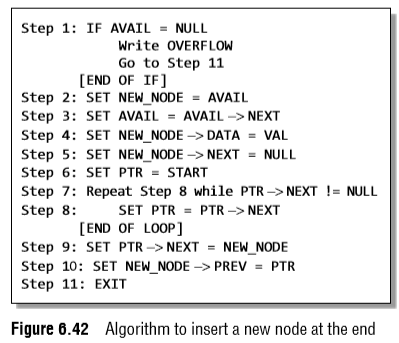 Step 1: IF AVAIL = NULL
Write OVERFLOW
Go to Step 11
[END OF IF]
Step 2: SET NEW_NODE = AVAIL
Step 3: SET AVAIL = AVAIL -> NEXT
Step 4: SET NEW_NODE -> DATA = VAL
Step 5: SET NEW_NODE -> NEXT = NULL
Step 6: SET PTR = START
Step 7: Repeat Step 8 while PTR -> NEXT != NULL
Step 8: SET PTR = PTR -> NEXT
[END OF LOOP]
Step 9: SET PTR -> NEXT = NEW_NODE
Step 10: SET NEW_NODE -> PREV = PTR
Step 11: EXIT
Figure 6.42 Algorithm to insert a new node at the end